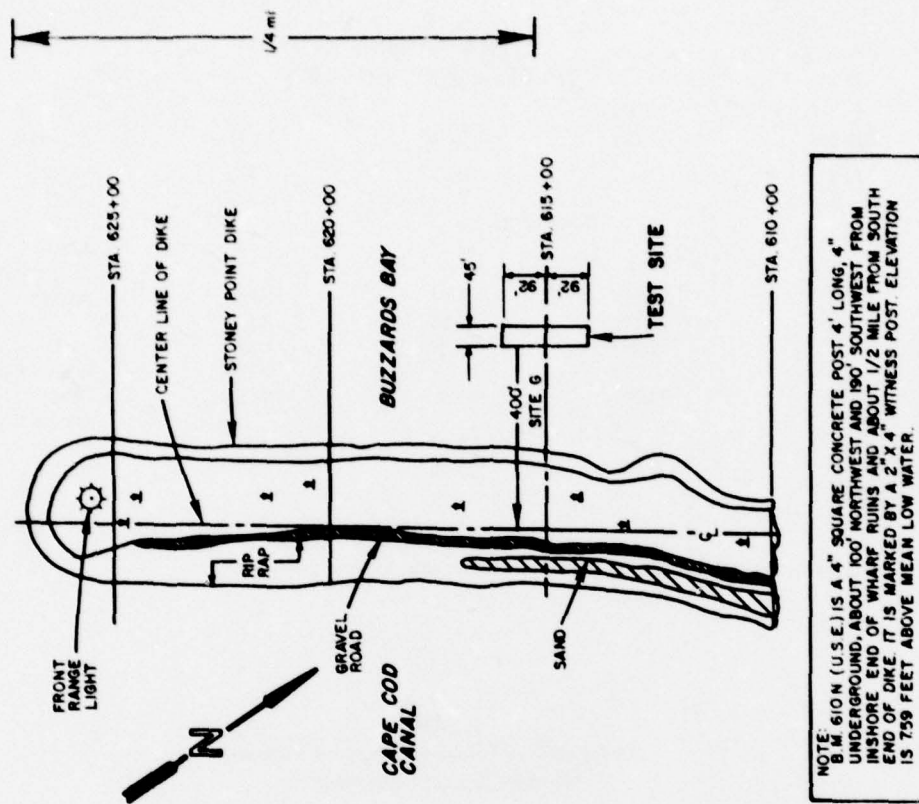 1/4 mi
FRONT
RANGE
LIGHT
STA. 625+00
CENTER LINE OF DIKE
STONEY POINT DIKE
STA. 620+00
RIP
RAP
BUZZARDS BAY
N
GRAVEL
ROAD
CAPE COD
CANAL
45'
92'
92'
400'
SITE G
STA. 615+00
TEST SITE
SAND
℄
STA. 610+00
NOTE:
B.M. 610 N (U.S.E.) IS A 4" SQUARE CONCRETE POST 4' LONG, 4"
UNDERGROUND, ABOUT 100' NORTHWEST AND 190' SOUTHWEST FROM
INSHORE END OF WHARF RUINS AND ABOUT 1/2 MILE FROM SOUTH
END OF DIKE. IT IS MARKED BY A 2" X 4" WITNESS POST. ELEVATION
IS 7.59 FEET ABOVE MEAN LOW WATER.